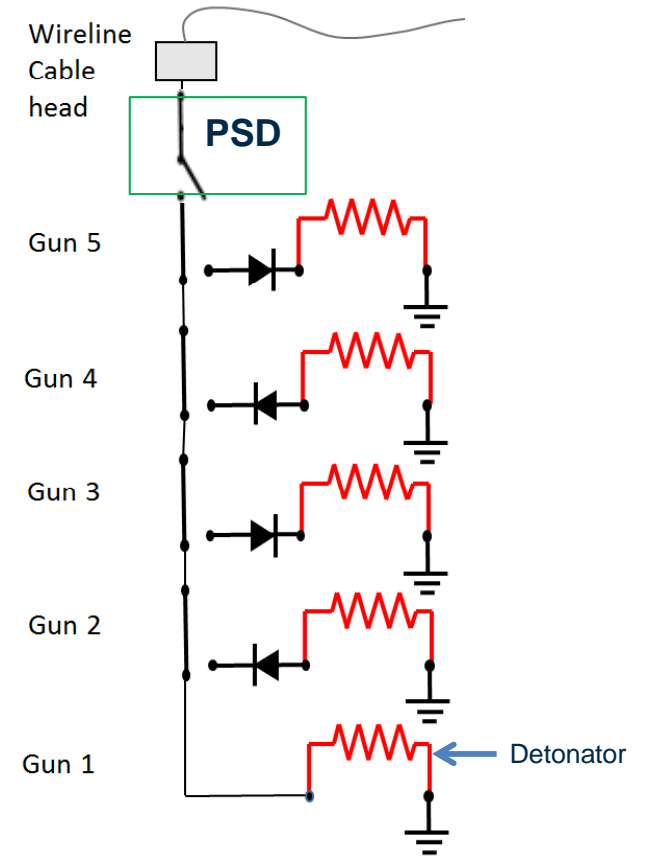 Wireline
Cable
head
PSD
Gun 5
Gun 4
Gun 3
Gun 2
Gun 1
Detonator